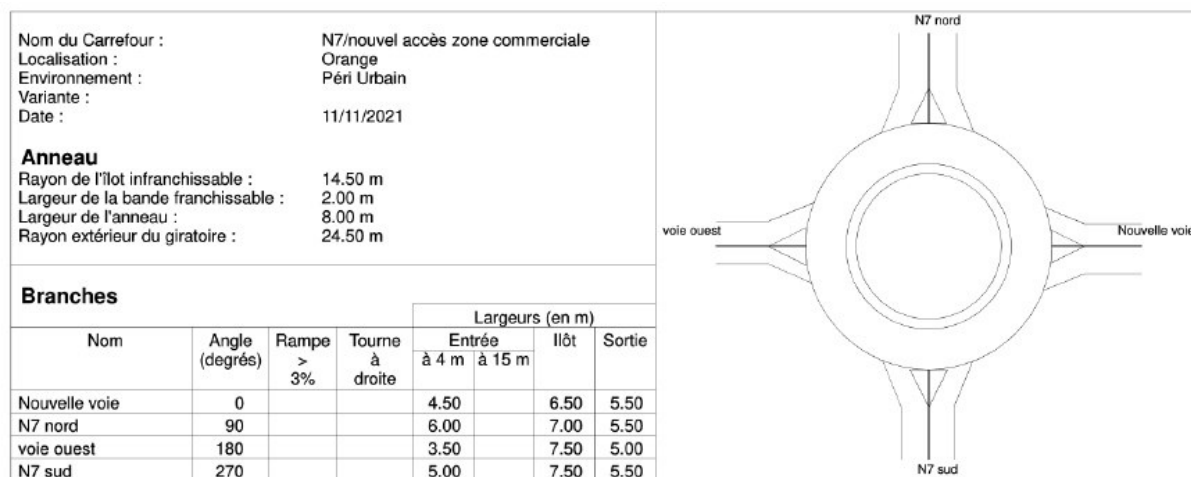 Nom du Carrefour : N7/nouvel accès zone commerciale
Localisation : Orange
Environnement : Péri Urbain
Variante :
Date : 11/11/2021
Anneau
Rayon de l'îlot infranchissable : 14.50 m
Largeur de la bande franchissable : 2.00 m
Largeur de l'anneau : 8.00 m
Rayon extérieur du giratoire : 24.50 m
Branches
Largeurs (en m)
Nom Angle (degrés) Rampe > 3% Tourne à droite Entrée Ilôt Sortie
à 4 m à 15 m
Nouvelle voie 0 4.50 6.50 5.50
N7 nord 90 6.00 7.00 5.50
voie ouest 180 3.50 7.50 5.00
N7 sud 270 5.00 7.50 5.50
N7 nord
voie ouest
Nouvelle voie
N7 sud